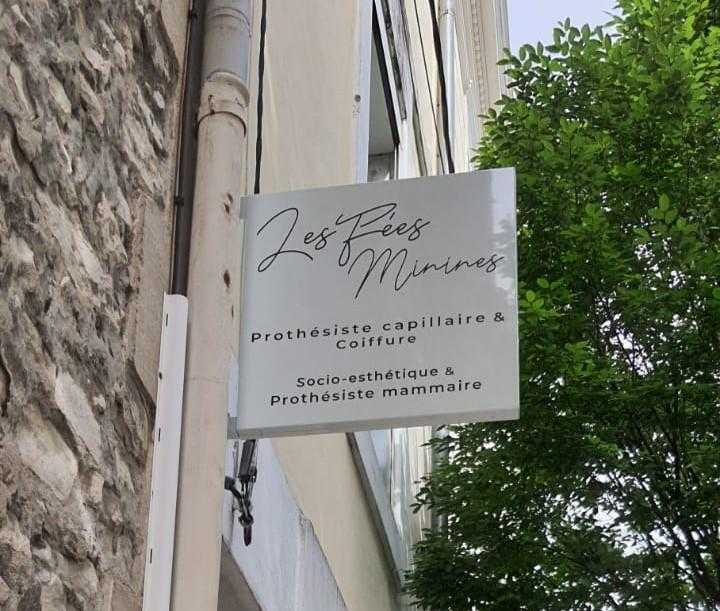 Les Fées
Minines
Prothésiste capillaire &
Coiffure
Socio-esthétique &
Prothésiste mammaire